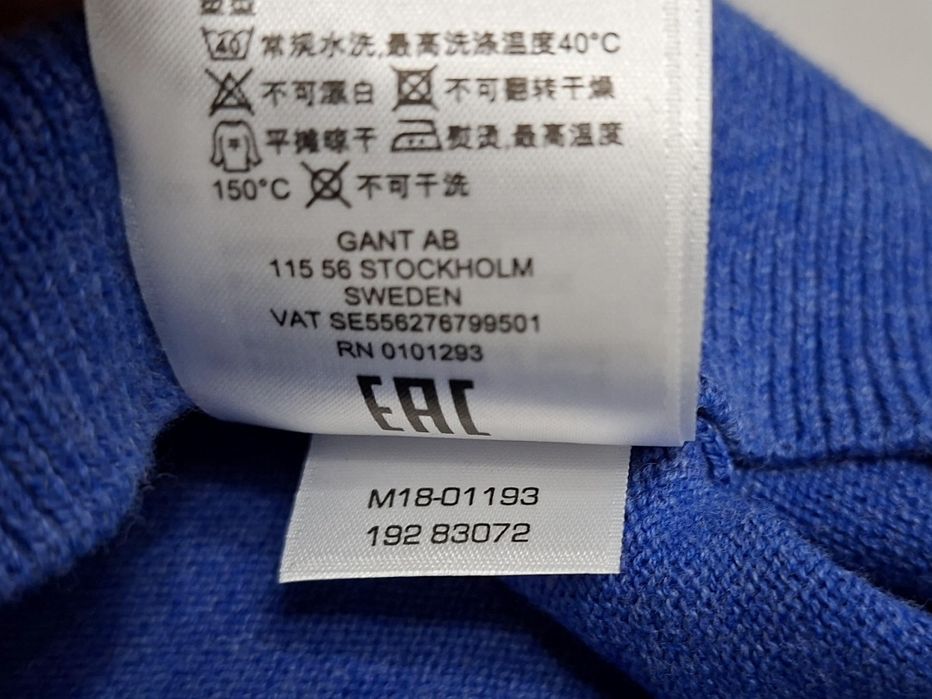 40 常规水洗,最高洗涤温度40°C
不可漂白 不可翻转干燥
平摊晾干 熨烫,最高温度
150°C 不可干洗
GANT AB
115 56 STOCKHOLM
SWEDEN
VAT SE556276799501
RN 0101293
EAC
M18-01193
192 83072